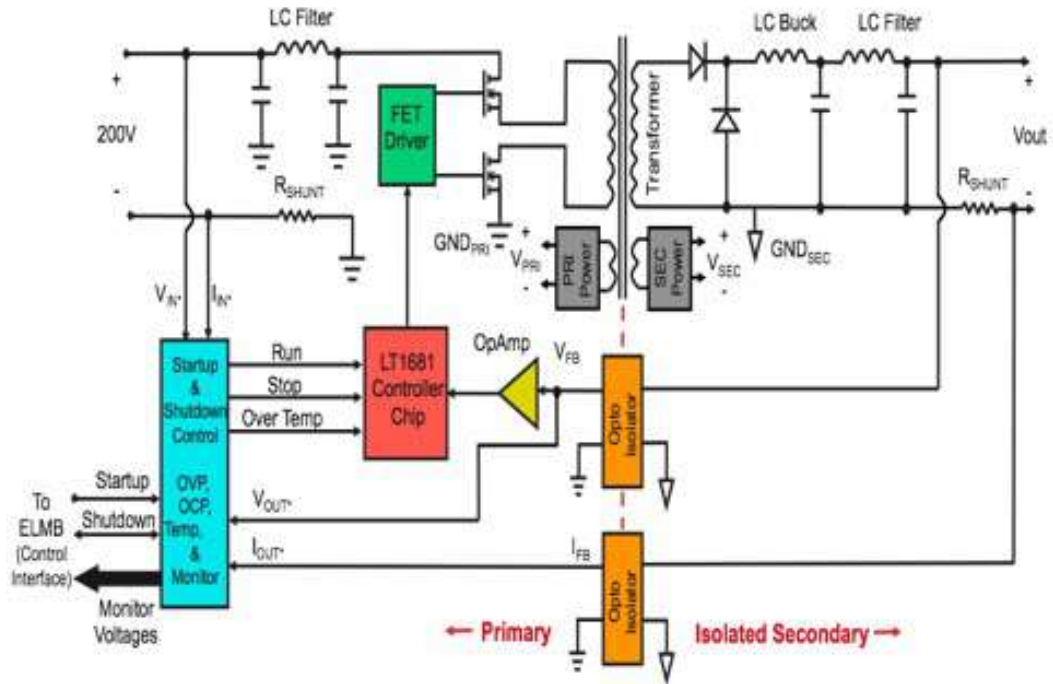 LC Filter
LC Buck
LC Filter
+
200V
-
FET
Driver
Transformer
+
Vout
-
RSHUNT
RSHUNT
GNDPRI
+
VPRI
-
PRI
Power
SEC
Power
+
VSEC
-
GNDSEC
VIN*
IIN*
Startup
&
Shutdown
Control
OVP,
OCP,
Temp,
&
Monitor
Run
Stop
Over Temp
LT1681
Controller
Chip
OpAmp
VFB
Opto
Isolator
Startup
Shutdown
To
ELMB
(Control
Interface)
Monitor
Voltages
VOUT*
IOUT*
IFB
Opto
Isolator
← Primary
Isolated Secondary →